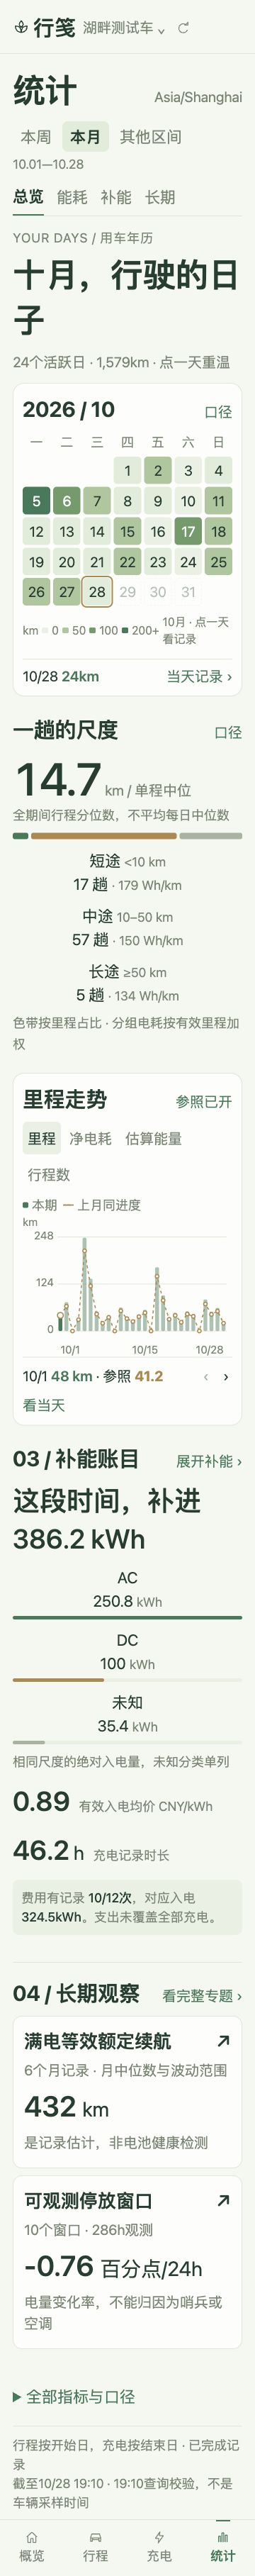 行笺 湖畔测试车
统计 Asia/Shanghai
本周 本月 其他区间
10.01—10.28
总览 能耗 补能 长期
YOUR DAYS / 用车年历
十月，行驶的日
子
24个活跃日 · 1,579km · 点一天重温
2026 / 10 口径
一 二 三 四 五 六 日
1 2 3 4
5 6 7 8 9 10 11
12 13 14 15 16 17 18
19 20 21 22 23 24 25
26 27 28 29 30 31
km 0 50 100 200+ 10月 · 点一天
看记录
10/28 24km 当天记录 ›
一趟的尺度 口径
14.7 km / 单程中位
全期间行程分位数，不平均每日中位数
短途 <10 km
17 趟 · 179 Wh/km
中途 10–50 km
57 趟 · 150 Wh/km
长途 ≥50 km
5 趟 · 134 Wh/km
色带按里程占比 · 分组电耗按有效里程加
权
里程走势 参照已开
里程 净电耗 估算能量
行程数
本期 上月同进度
km
248
124
0
10/1 10/15 10/28
10/1 48 km · 参照 41.2 ‹ ›
看当天
03 / 补能账目 展开补能 ›
这段时间，补进
386.2 kWh
AC
250.8 kWh
DC
100 kWh
未知
35.4 kWh
相同尺度的绝对入电量，未知分类单列
0.89 有效入电均价 CNY/kWh
46.2 h 充电记录时长
费用有记录 10/12次，对应入电
324.5kWh。支出未覆盖全部充电。
04 / 长期观察 看完整专题 ›
满电等效额定续航
6个月记录 · 月中位数与波动范围
432 km
是记录估计，非电池健康检测
可观测停放窗口
10个窗口 · 286h观测
-0.76 百分点/24h
电量变化率，不能归因为哨兵或
空调
全部指标与口径
行程按开始日，充电按结束日 · 已完成记
录
截至10/28 19:10 · 19:10查询校验，不是
车辆采样时间
概览 行程 充电 统计